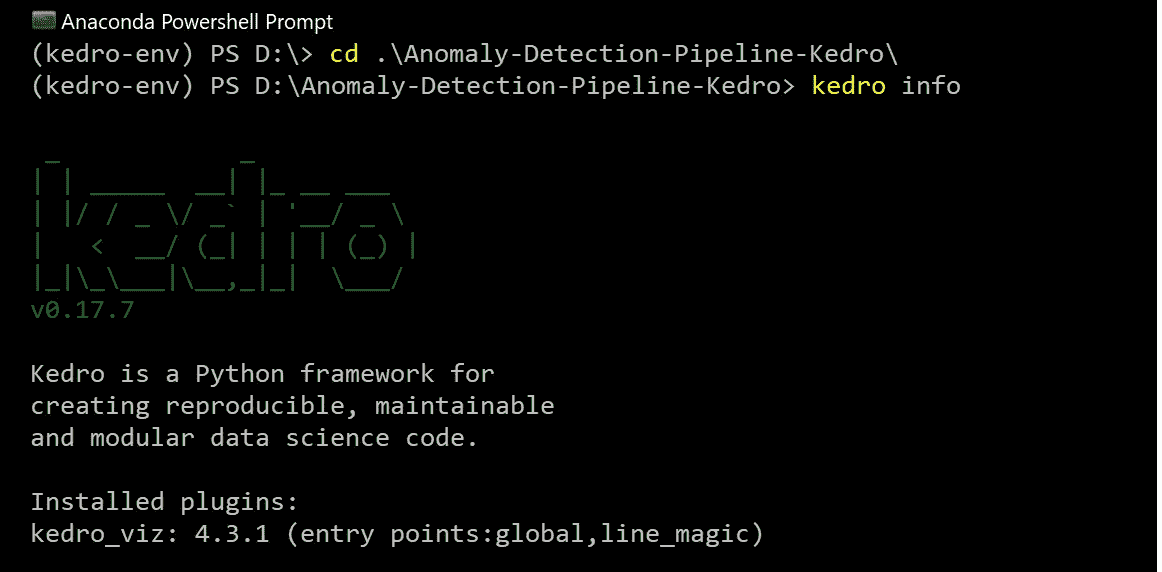 Anaconda Powershell Prompt
(kedro-env) PS D:\> cd .\Anomaly-Detection-Pipeline-Kedro\
(kedro-env) PS D:\Anomaly-Detection-Pipeline-Kedro> kedro info
 _            _
| | _____  __| |_ __ ___
| |/ / _ \/ _` | '__/ _ \
|   <  __/ (_| | | | (_) |
|_|\_\___|\__,_|_|  \___/
v0.17.7
Kedro is a Python framework for
creating reproducible, maintainable
and modular data science code.
Installed plugins:
kedro_viz: 4.3.1 (entry points:global,line_magic)